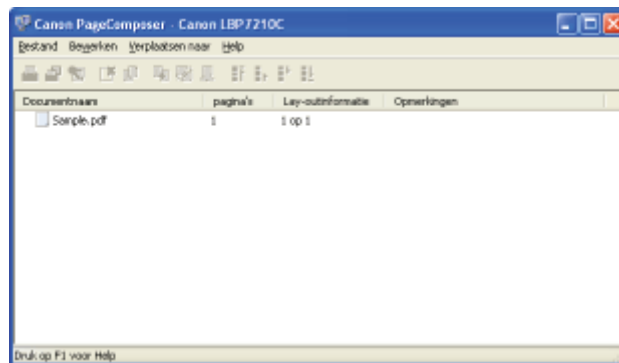 Canon PageComposer - Canon LBP7210C
Bestand Bewerken Verplaatsen naar Help
Documentnaam pagina's Lay-outinformatie Opmerkingen
Sample.pdf 1 1 op 1
Druk op F1 voor Help